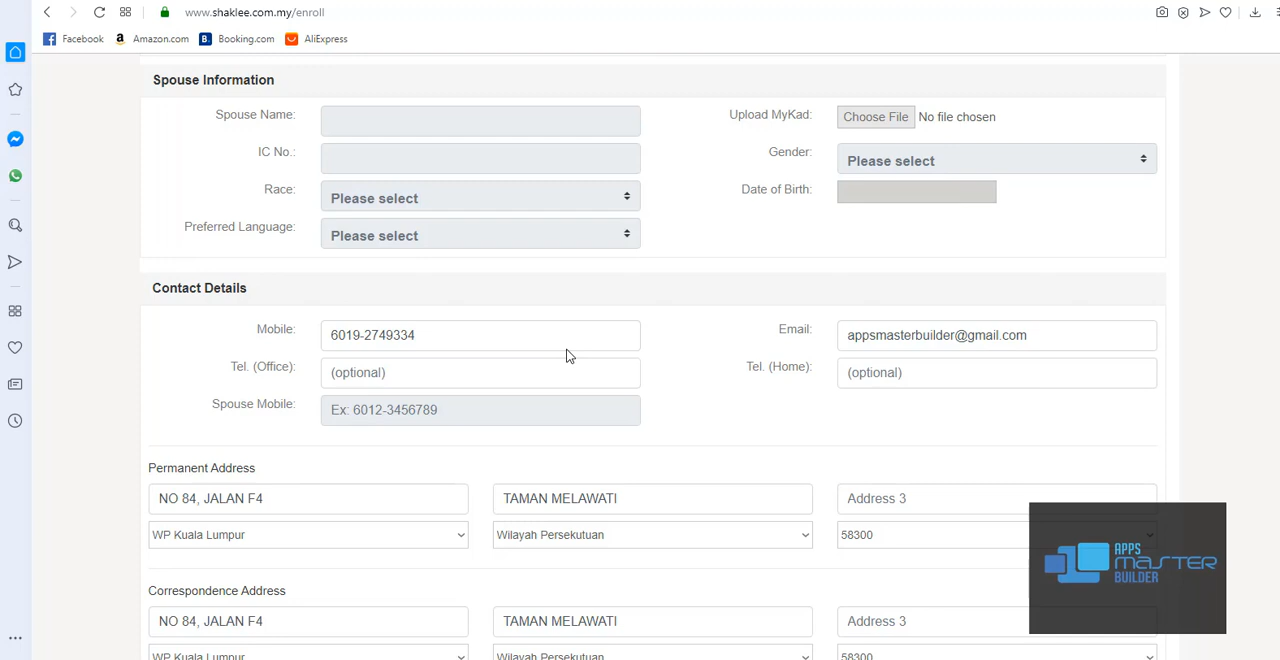 www.shaklee.com.my/enroll
Facebook Amazon.com Booking.com AliExpress
Spouse Information
Spouse Name: Upload MyKad: Choose File No file chosen
IC No.: Gender: Please select
Race: Please select Date of Birth:
Preferred Language: Please select
Contact Details
Mobile: 6019-2749334 Email: appsmasterbuilder@gmail.com
Tel. (Office): (optional) Tel. (Home): (optional)
Spouse Mobile: Ex: 6012-3456789
Permanent Address
NO 84, JALAN F4 TAMAN MELAWATI Address 3
WP Kuala Lumpur Wilayah Persekutuan 58300
APPS
MASTER
BUILDER
Correspondence Address
NO 84, JALAN F4 TAMAN MELAWATI Address 3
WP Kuala Lumpur Wilayah Persekutuan 58300